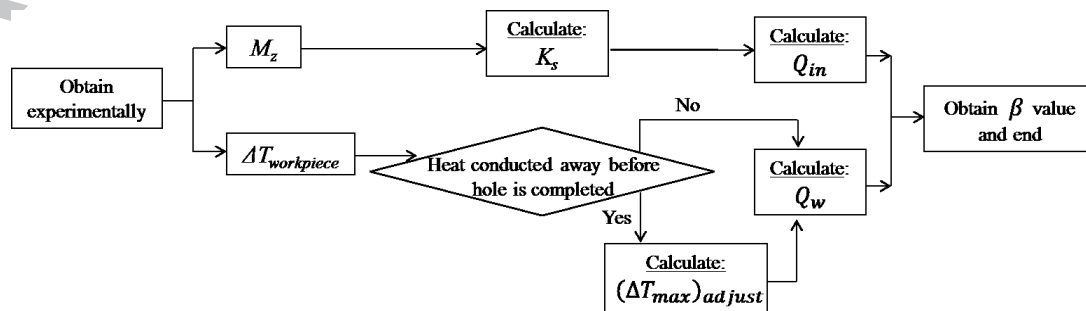 Obtain
experimentally
M_z
Calculate:
K_s
Calculate:
Q_in
Obtain β value
and end
ΔT_workpiece
Heat conducted away before
hole is completed
No
Yes
Calculate:
Q_w
Calculate:
(ΔT_max)_adjust